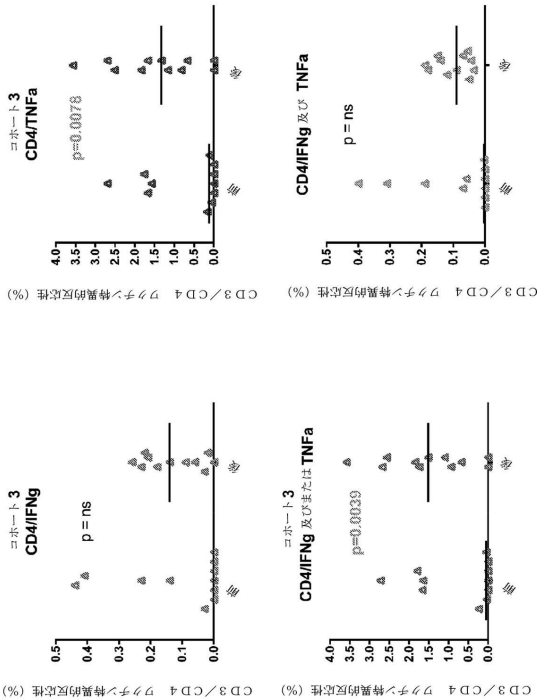 コホート3
CD4/IFNg
CD3／CD4 ワクチン特異的反応性 (%)
0.5
0.4
0.3
0.2
0.1
0.0
p = ns
前
後
コホート3
CD4/TNFa
CD3／CD4 ワクチン特異的反応性 (%)
4.0
3.5
3.0
2.5
2.0
1.5
1.0
0.5
0.0
p=0.0078
前
後
コホート3
CD4/IFNg 及びまたは TNFa
CD3／CD4 ワクチン特異的反応性 (%)
4.0
3.5
3.0
2.5
2.0
1.5
1.0
0.5
0.0
p=0.0039
前
後
CD4/IFNg 及び TNFa
CD3／CD4 ワクチン特異的反応性 (%)
0.5
0.4
0.3
0.2
0.1
0.0
p = ns
前
後